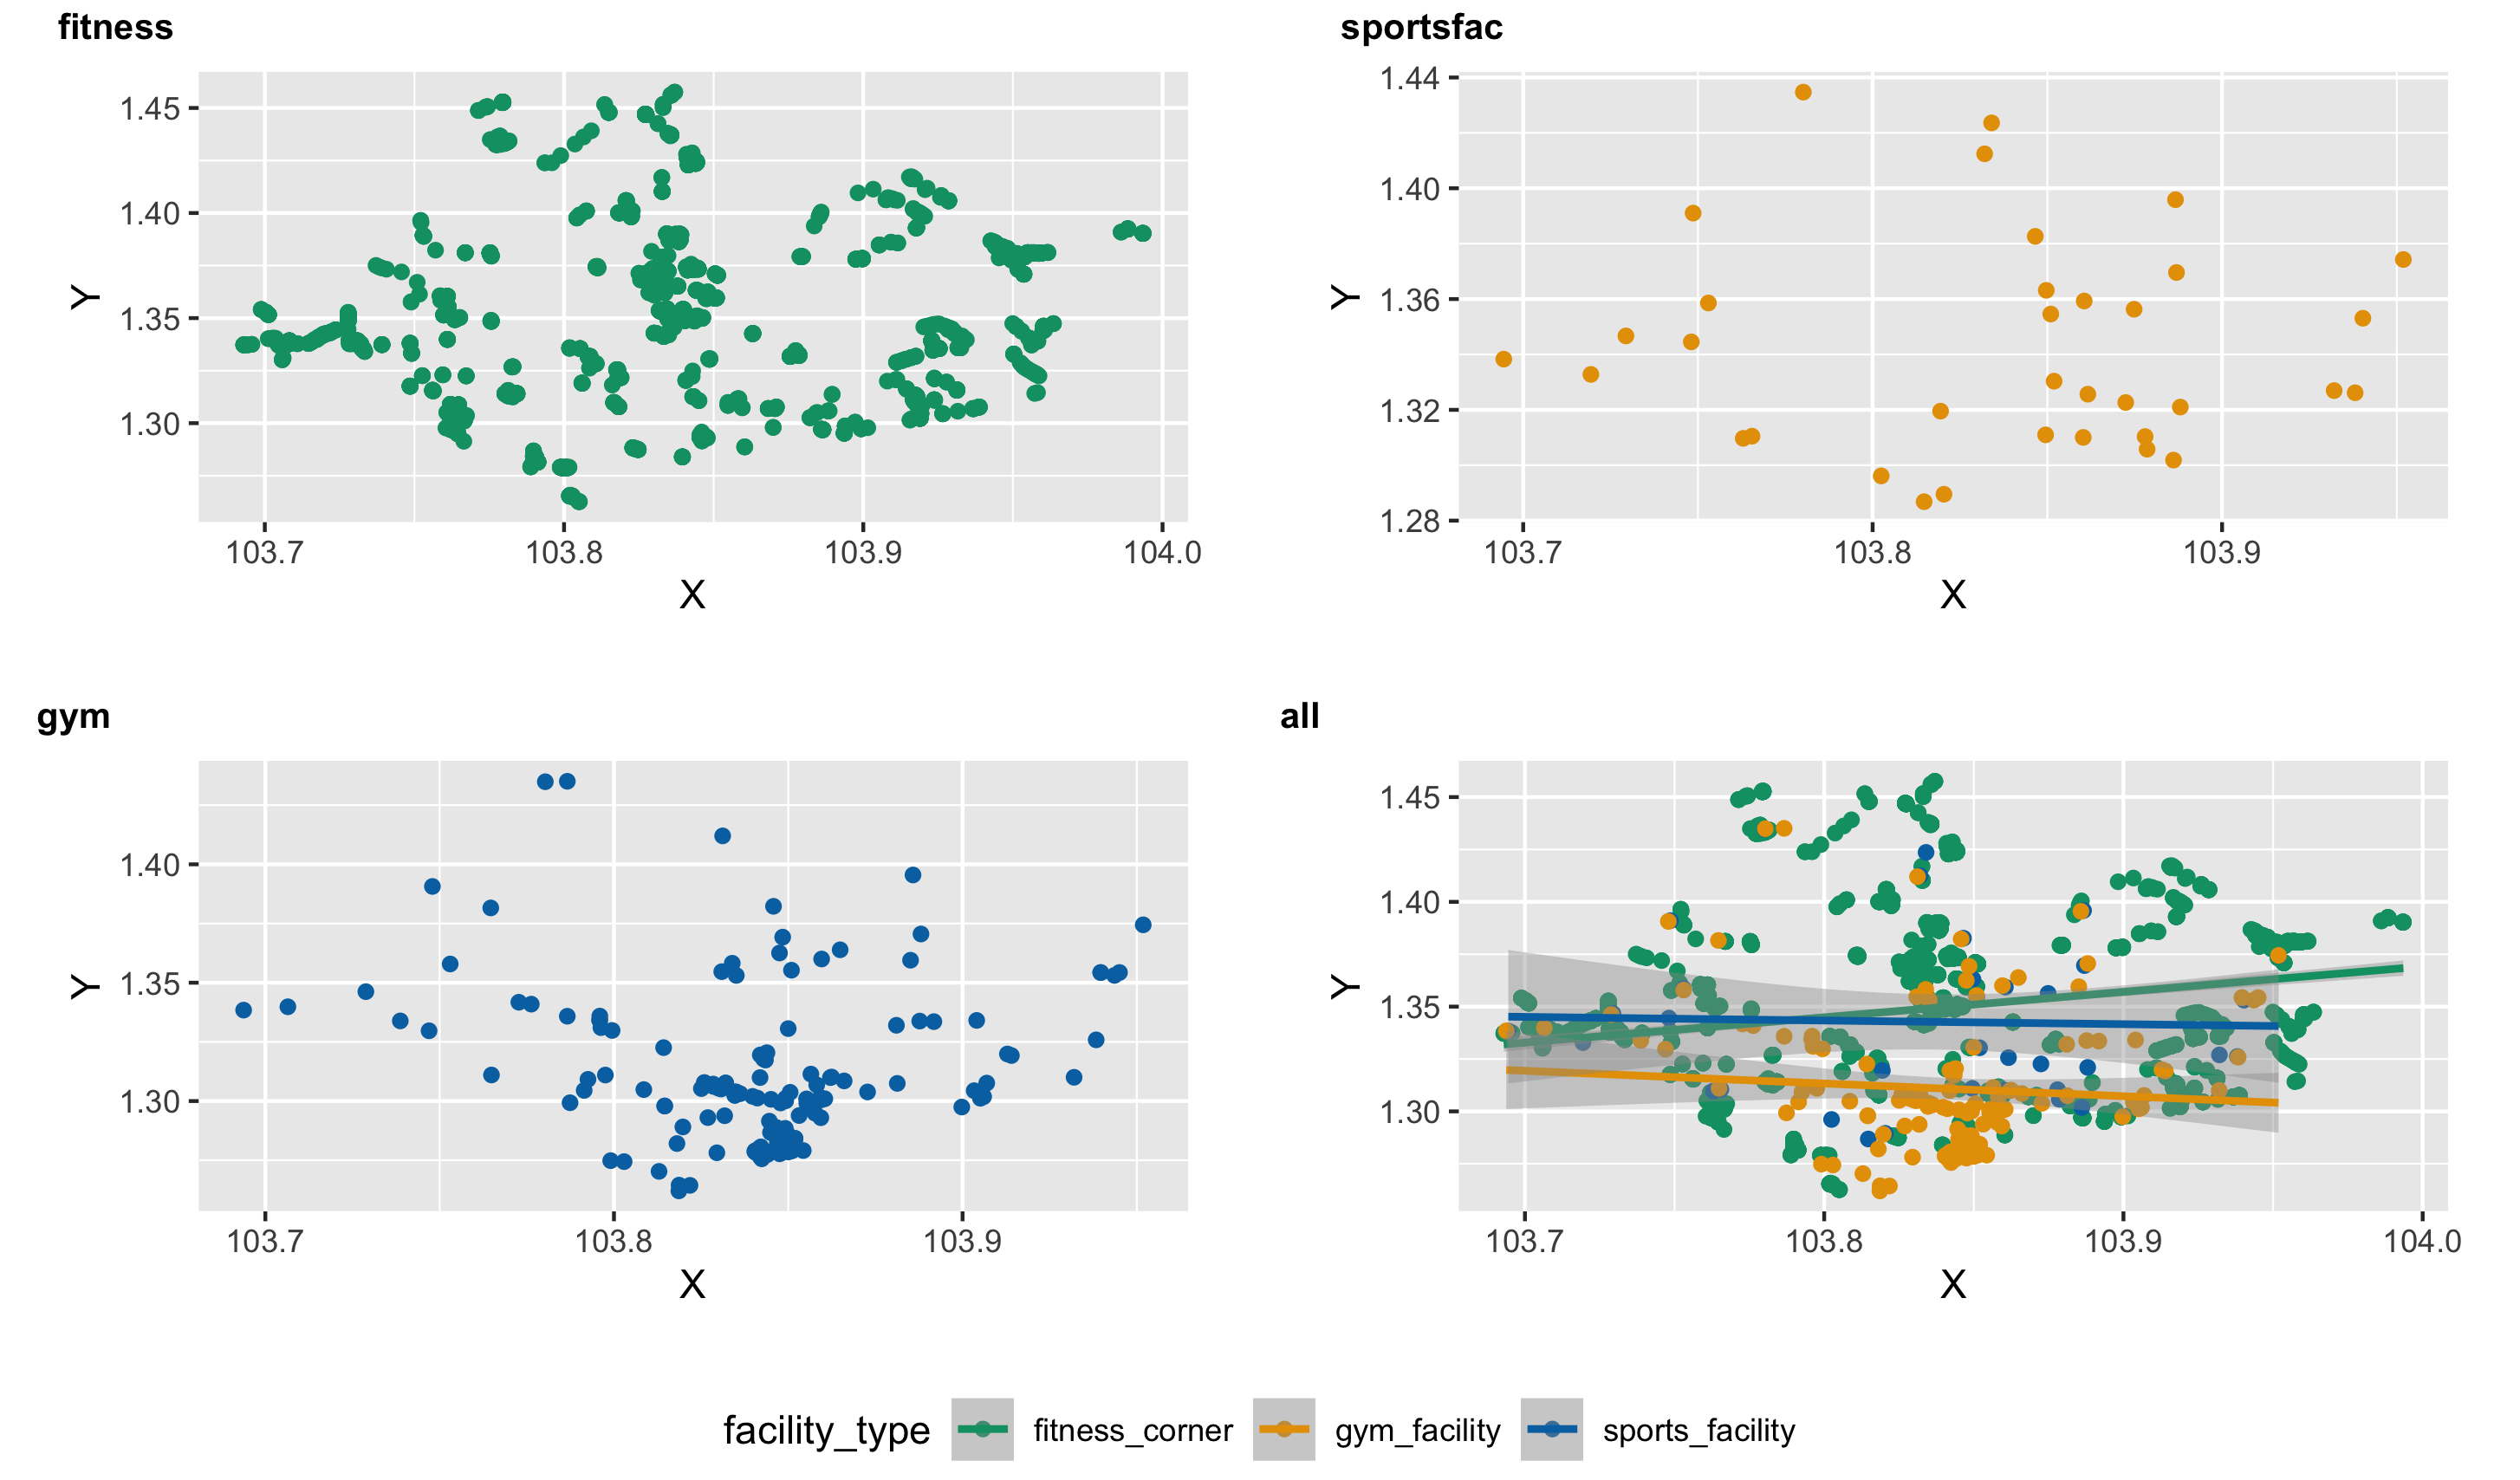 fitness
1.45
1.40
1.35
1.30
Y
103.7 103.8 103.9 104.0
X
sportsfac
1.44
1.40
1.36
1.32
1.28
Y
103.7 103.8 103.9
X
gym
1.40
1.35
1.30
Y
103.7 103.8 103.9
X
all
1.45
1.40
1.35
1.30
Y
103.7 103.8 103.9 104.0
X
facility_type fitness_corner gym_facility sports_facility